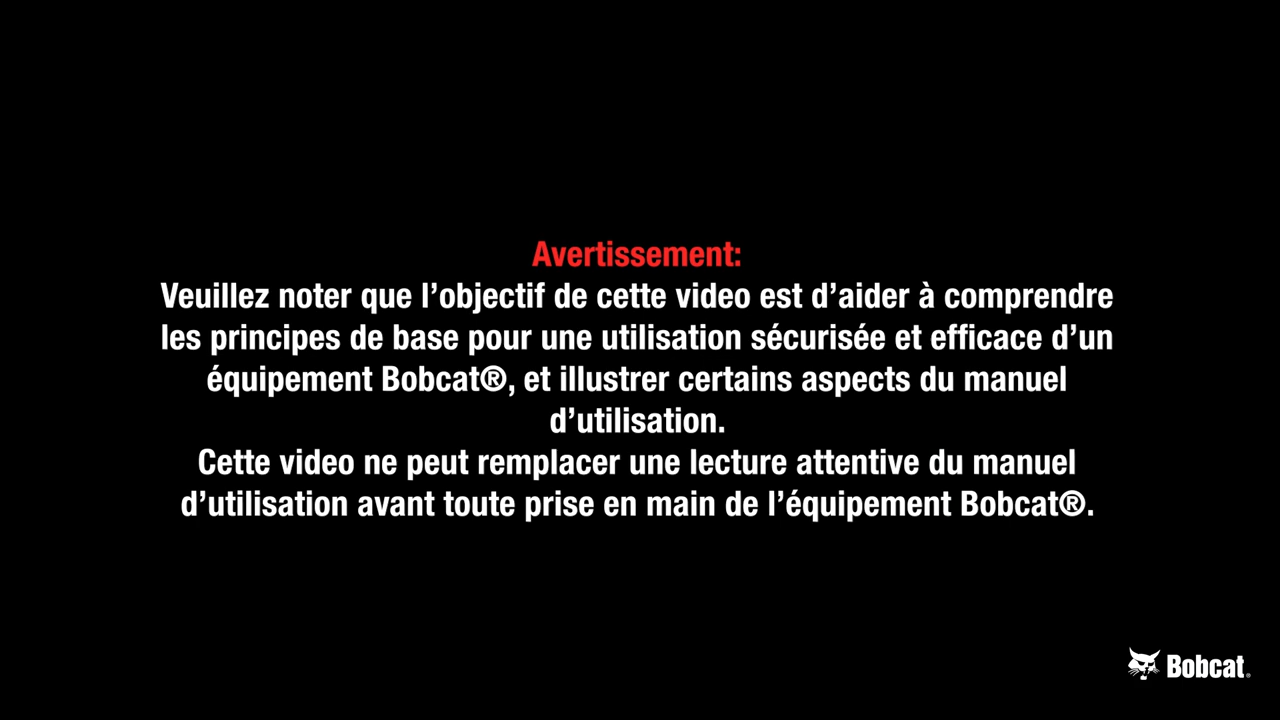 Avertissement:
Veuillez noter que l’objectif de cette video est d’aider à comprendre
les principes de base pour une utilisation sécurisée et efficace d’un
équipement Bobcat®, et illustrer certains aspects du manuel
d’utilisation.
Cette video ne peut remplacer une lecture attentive du manuel
d’utilisation avant toute prise en main de l’équipement Bobcat®.
Bobcat®